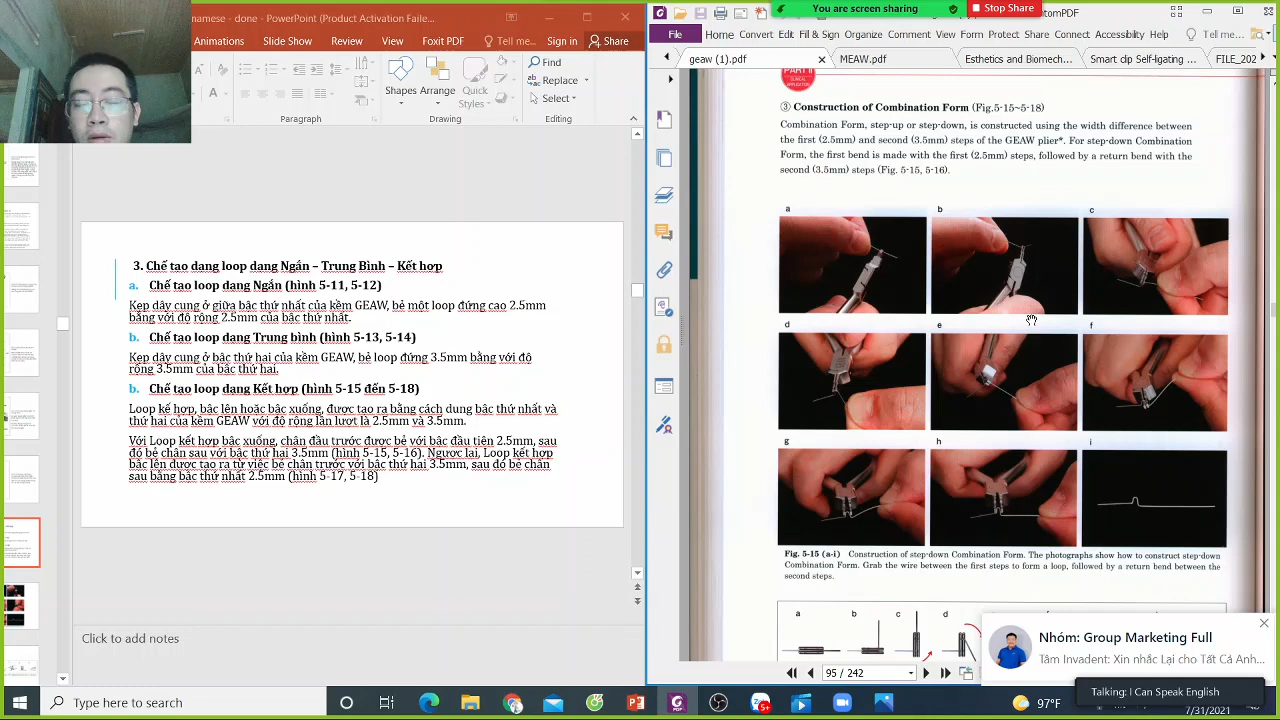 namese - done - PowerPoint (Product Activation Faile...
Animations Slide Show Review View Foxit PDF Tell me... Sign in Share
Shapes Arrange Quick Styles
Find
Replace
Select
Paragraph Drawing Editing
3. Chế tạo dạng loop dạng Ngắn – Trung Bình – Kết hợp
a. Chế tạo loop dạng Ngắn (hình 5-11, 5-12)
Kẹp dây cung ở giữa bậc thứ nhất của kềm GEAW, bẻ một loop đứng cao 2.5mm
bằng với độ rộng 2.5mm của bậc thứ nhất.
b. Chế tạo loop dạng Trung bình (hình 5-13, 5-14)
Kẹp dây cung ở bậc thứ hai của kềm GEAW, bẻ loop đứng 3.5mm bằng với độ
rộng 3.5mm của bậc thứ hai.
b. Chế tạo loop dạng Kết hợp (hình 5-15 đến 5-18)
Loop kết hợp, bậc lên hoặc bậc xuống, được tạo ra bằng cách dùng bậc thứ nhất và
thứ hai của kềm GEAW với độ rộng lần lượt là 2.5mm và 3.5mm.
Với Loop kết hợp bậc xuống, chân đầu trước được bẻ với bậc đầu tiên 2.5mm, sau
đó bẻ chân sau với bậc thứ hai 3.5mm (hình 5-15, 5-16). Ngược lại, Loop kết hợp
bậc lên được tạo ra từ việc bẻ chân trước với bậc thứ hai 3.5mm, sau đó bẻ chân
sau bằng bậc thứ nhất 2.5mm (hình 5-17, 5-18)
Click to add notes
You are screen sharing
Stop Share
File Home Convert Edit Fill & Sign Organize Comment View Form Protect Share Connect Accessibility Help Tell me...
geaw (1).pdf MEAW.pdf Esthetics and Biomech... Smart dip Self-ligating ... PHE_202
PART II
CLINICAL
APPLICATION
③ Construction of Combination Form (Fig.5-15~5-18)
Combination Form, step-up or step-down, is constructed using the width difference between
the first (2.5mm) and second (3.5mm) steps of the GEAW plier*. For step-down Combination
Form, the first bend is made with the first (2.5mm) steps, followed by a return bend with the
second (3.5mm) steps (Fig. 5-15, 5-16).
a b c
d e f
g h i
Fig. 5-15 (a-i) Construction of step-down Combination Form. The photographs show how to construct step-down
Combination Form. Grab the wire between the first steps to form a loop, followed by a return bend between the
second steps.
a b c d
95 / 242
Nhóm: Group Marketing Full
Tâm Invadent: Xin nhắc Lại cho Tất Cả Anh...
Talking: I Can Speak English
Type here to search
97°F
7/31/2021